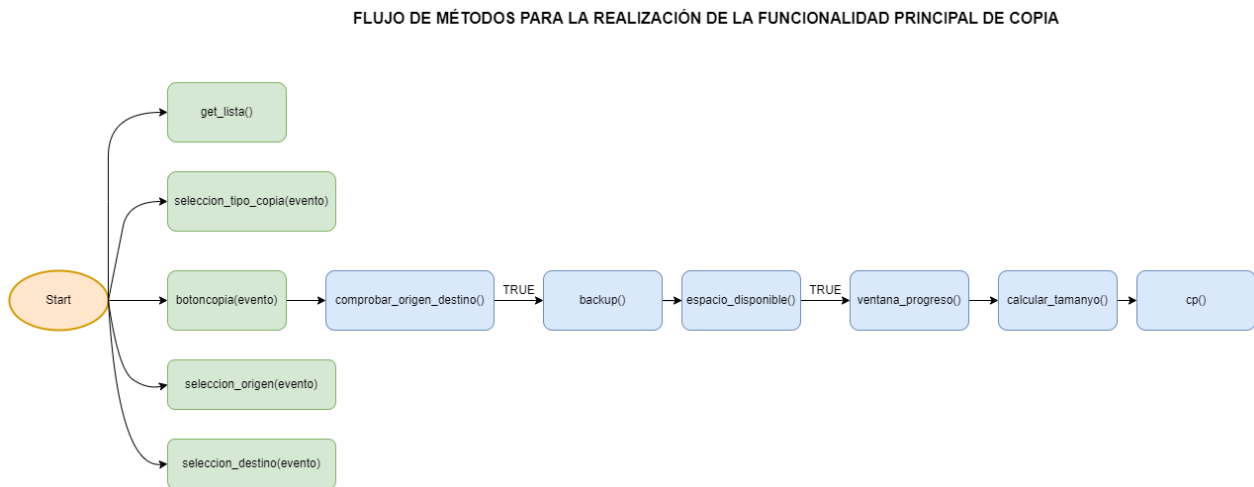 FLUJO DE MÉTODOS PARA LA REALIZACIÓN DE LA FUNCIONALIDAD PRINCIPAL DE COPIA
get_lista()
seleccion_tipo_copia(evento)
Start
botoncopia(evento)
comprobar_origen_destino()
TRUE
backup()
espacio_disponible()
TRUE
ventana_progreso()
calcular_tamanyo()
cp()
seleccion_origen(evento)
seleccion_destino(evento)